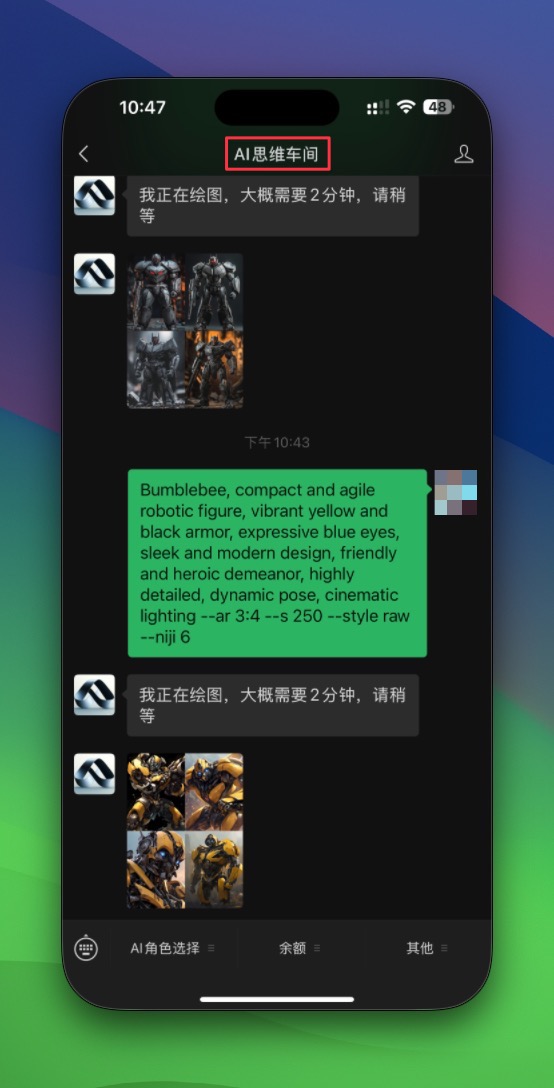 10:47
48
AI思维车间
我正在绘图，大概需要2分钟，请稍
等
下午10:43
Bumblebee, compact and agile
robotic figure, vibrant yellow and
black armor, expressive blue eyes,
sleek and modern design, friendly
and heroic demeanor, highly
detailed, dynamic pose, cinematic
lighting --ar 3:4 --s 250 --style raw
--niji 6
我正在绘图，大概需要2分钟，请稍
等
AI角色选择
余额
其他